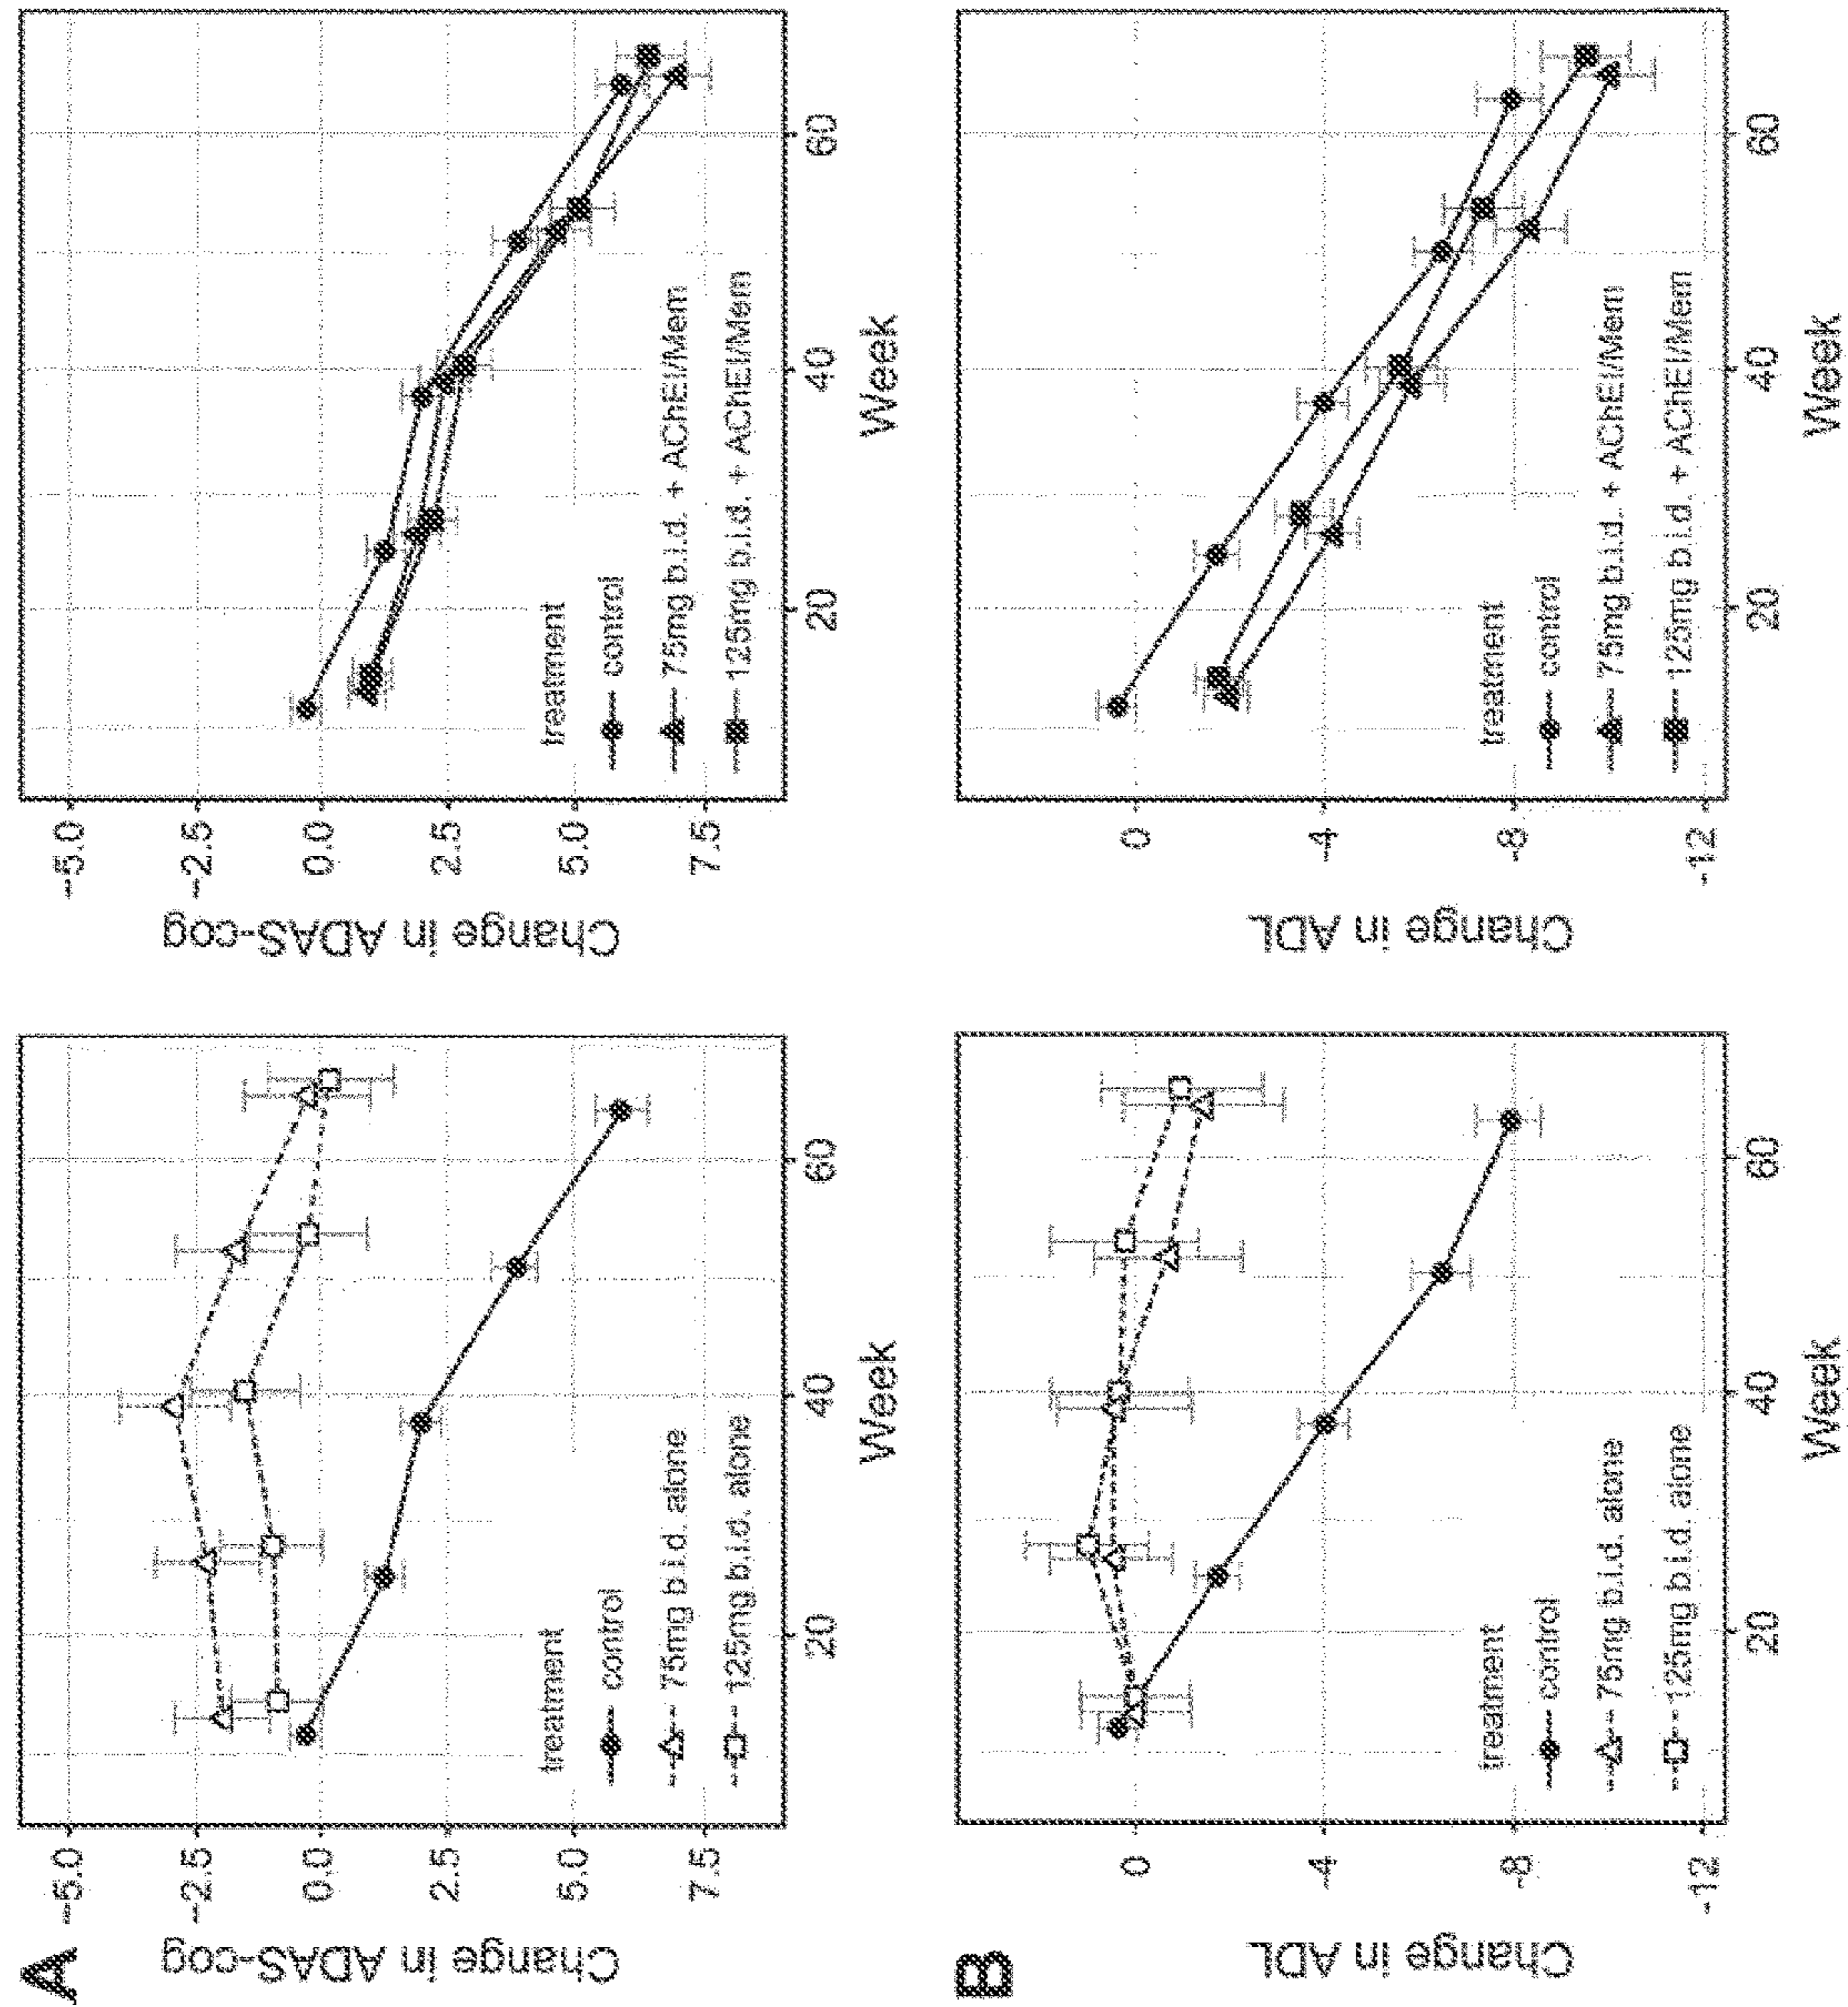 A
Change in ADAS-cog
-5.0
-2.5
0.0
2.5
5.0
7.5
treatment
control
75mg b.i.d. alone
125mg b.i.d. alone
20
40
60
Week
Change in ADAS-cog
-5.0
-2.5
0.0
2.5
5.0
7.5
treatment
control
75mg b.i.d. + AChEI/Mem
125mg b.i.d. + AChEI/Mem
20
40
60
Week
B
Change in ADL
0
-4
-8
-12
treatment
control
75mg b.i.d. alone
125mg b.i.d. alone
20
40
60
Week
Change in ADL
0
-4
-8
-12
treatment
control
75mg b.i.d. + AChEI/Mem
125mg b.i.d. + AChEI/Mem
20
40
60
Week